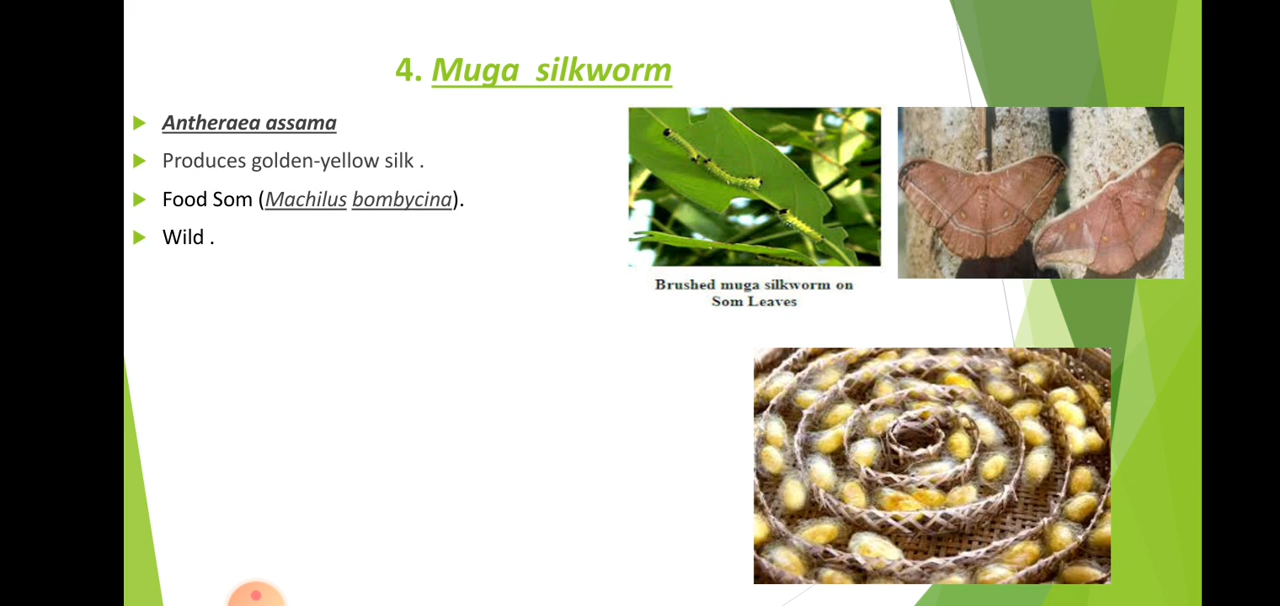 4. Muga silkworm
Antheraea assama
Produces golden-yellow silk .
Food Som (Machilus bombycina).
Wild .
Brushed muga silkworm on
Som Leaves